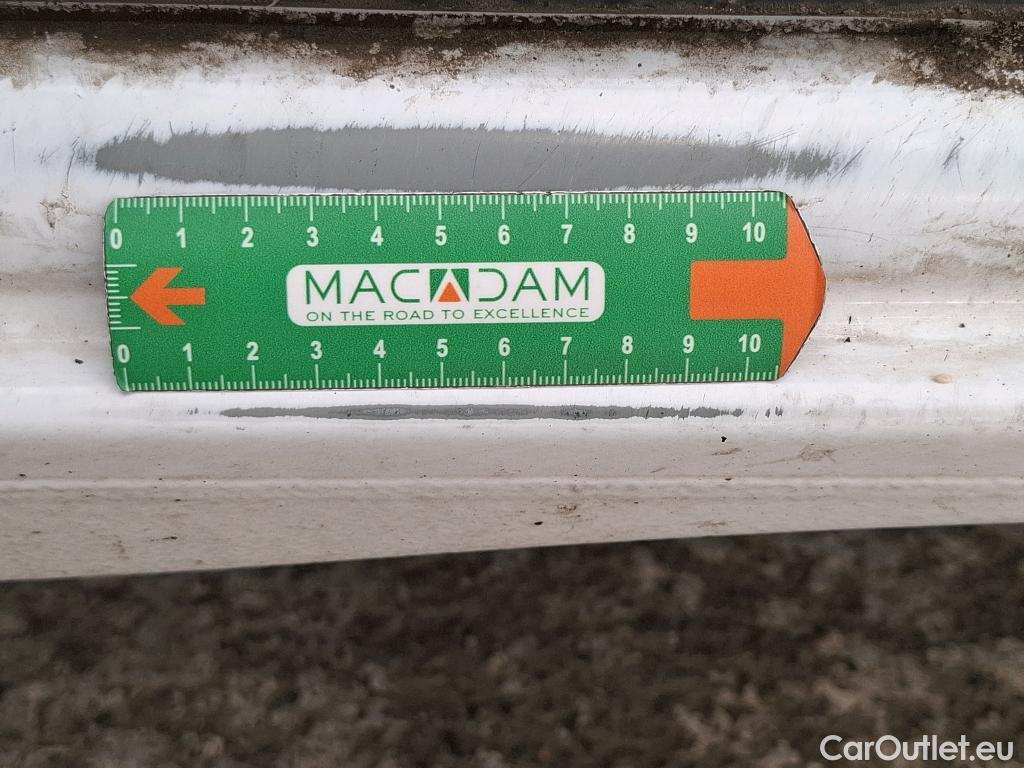 0 1 2 3 4 5 6 7 8 9 10
MACADAM
ON THE ROAD TO EXCELLENCE
0 1 2 3 4 5 6 7 8 9 10
CarOutlet.eu